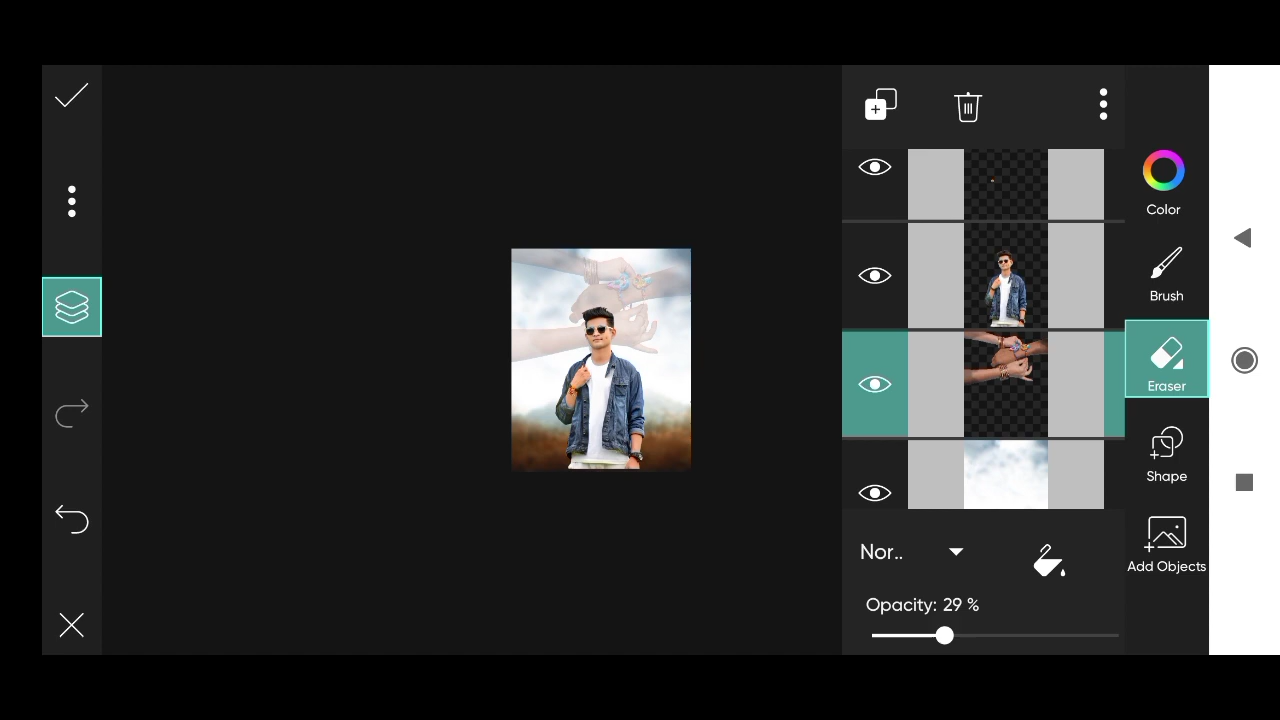 Color
Brush
Eraser
Shape
Add Objects
Nor..
Opacity: 29 %